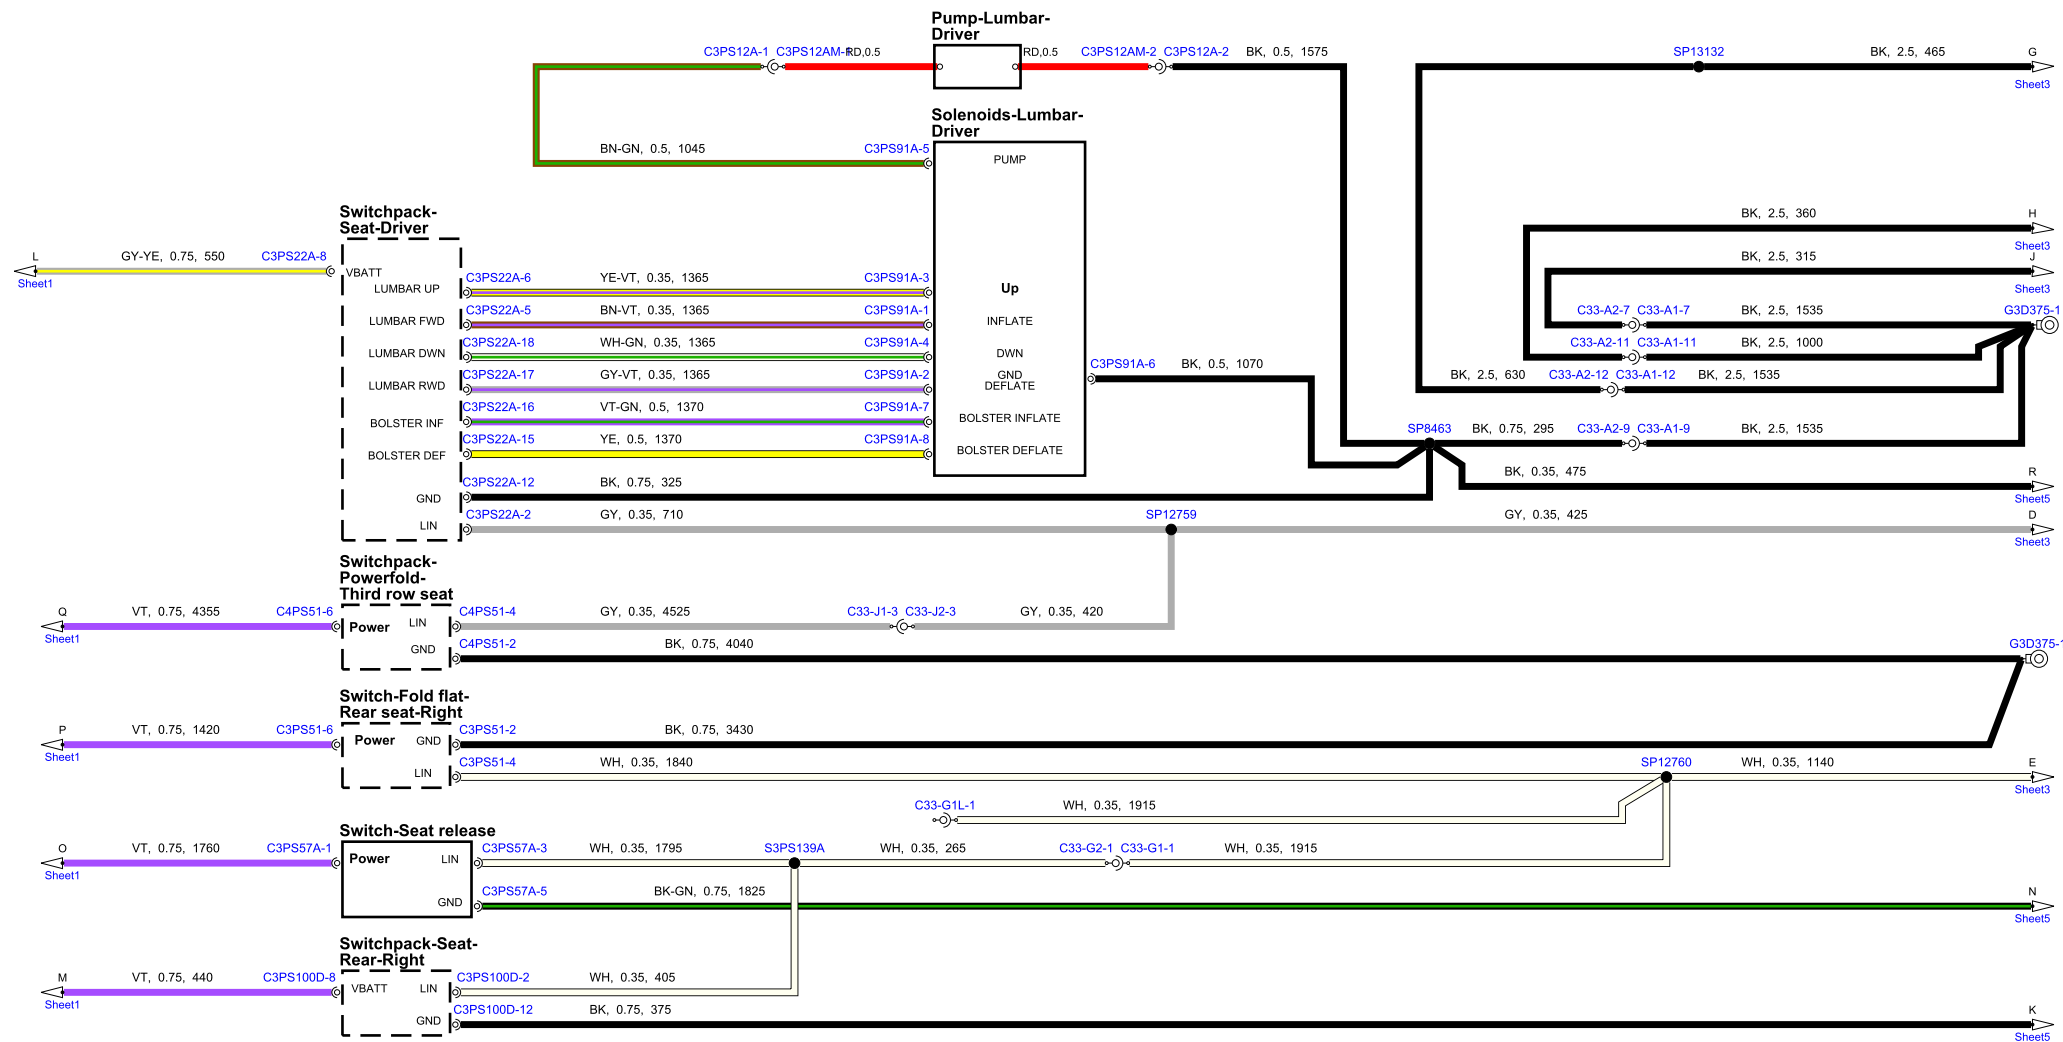 Pump-Lumbar-
Driver
C3PS12A-1 C3PS12AM-1 RD,0.5 RD,0.5 C3PS12AM-2 C3PS12A-2 BK, 0.5, 1575 SP13132 BK, 2.5, 465 G
Sheet3
Solenoids-Lumbar-
Driver
BN-GN, 0.5, 1045 C3PS91A-5
PUMP
Switchpack-
Seat-Driver
BK, 2.5, 360 H
Sheet3
L GY-YE, 0.75, 550 C3PS22A-8 BK, 2.5, 315 J
VBATT
Sheet1 Sheet3
C3PS22A-6 YE-VT, 0.35, 1365 C3PS91A-3
LUMBAR UP Up
C3PS22A-5 BN-VT, 0.35, 1365 C3PS91A-1 C33-A2-7 C33-A1-7 BK, 2.5, 1535 G3D375-1
LUMBAR FWD INFLATE
C3PS22A-18 WH-GN, 0.35, 1365 C3PS91A-4 C33-A2-11 C33-A1-11 BK, 2.5, 1000
LUMBAR DWN DWN
C3PS91A-6 BK, 0.5, 1070
C3PS22A-17 GY-VT, 0.35, 1365 C3PS91A-2 GND BK, 2.5, 630 C33-A2-12 C33-A1-12 BK, 2.5, 1535
LUMBAR RWD DEFLATE
C3PS22A-16 VT-GN, 0.5, 1370 C3PS91A-7
BOLSTER INF BOLSTER INFLATE
SP8463 BK, 0.75, 295 C33-A2-9 C33-A1-9 BK, 2.5, 1535
C3PS22A-15 YE, 0.5, 1370 C3PS91A-8
BOLSTER DEF BOLSTER DEFLATE
BK, 0.35, 475 R
C3PS22A-12 BK, 0.75, 325
GND Sheet5
C3PS22A-2 GY, 0.35, 710 SP12759 GY, 0.35, 425 D
LIN
Sheet3
Switchpack-
Powerfold-
Third row seat
Q VT, 0.75, 4355 C4PS51-6 C4PS51-4 GY, 0.35, 4525 C33-J1-3 C33-J2-3 GY, 0.35, 420
Power LIN
Sheet1
C4PS51-2 BK, 0.75, 4040 G3D375-1
GND
Switch-Fold flat-
Rear seat-Right
P VT, 0.75, 1420 C3PS51-6 C3PS51-2 BK, 0.75, 3430
Power GND
Sheet1
C3PS51-4 WH, 0.35, 1840 SP12760 WH, 0.35, 1140 E
LIN
Sheet3
C33-G1L-1 WH, 0.35, 1915
Switch-Seat release
O VT, 0.75, 1760 C3PS57A-1 C3PS57A-3 WH, 0.35, 1795 S3PS139A WH, 0.35, 265 C33-G2-1 C33-G1-1 WH, 0.35, 1915
Power LIN
Sheet1
C3PS57A-5 BK-GN, 0.75, 1825 N
GND
Sheet5
Switchpack-Seat-
Rear-Right
M VT, 0.75, 440 C3PS100D-8 C3PS100D-2 WH, 0.35, 405
VBATT LIN
Sheet1
C3PS100D-12 BK, 0.75, 375 K
GND
Sheet5